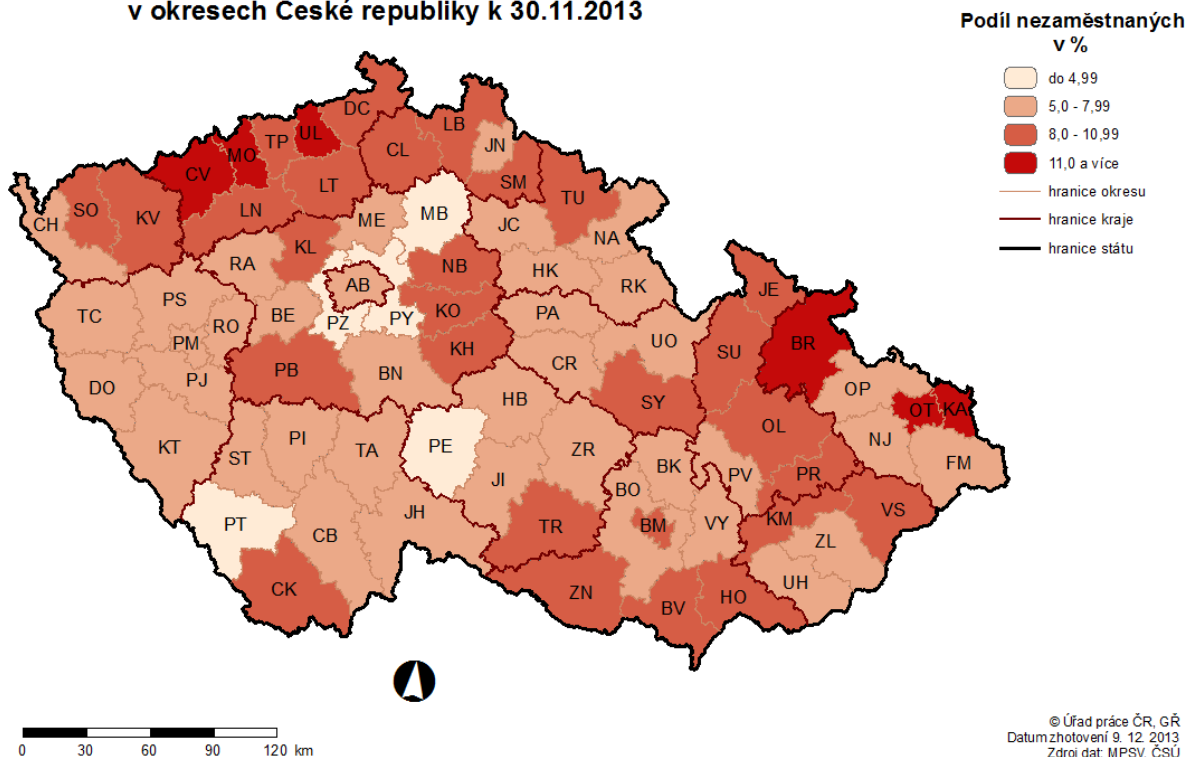 v okresech České republiky k 30.11.2013
Podíl nezaměstnaných
v %
do 4,99
5,0 - 7,99
8,0 - 10,99
11,0 a více
hranice okresu
hranice kraje
hranice státu
DC
LB
UL
TP
JN
MO
CL
CV
LT
SM
TU
SO
KV
LN
ME
MB
CH
JC
NA
KL
RA
NB
HK
AB
RK
JE
PS
TC
RO
BE
PZ
PY
KO
PA
UO
BR
PM
KH
SU
CR
PB
BN
OP
DO
PJ
HB
SY
OT
KA
OL
NJ
KT
ST
PI
TA
PE
ZR
BK
FM
JI
PV
PR
BO
VS
PT
CB
JH
TR
BM
VY
KM
ZL
CK
ZN
BV
HO
UH
0 30 60 90 120 km
© Úřad práce ČR, GŘ
Datum zhotovení 9. 12. 2013
Zdroj dat: MPSV, ČSÚ